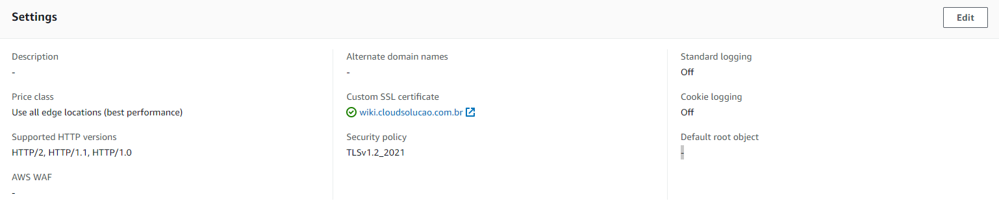 Settings
Edit
Description
-
Price class
Use all edge locations (best performance)
Supported HTTP versions
HTTP/2, HTTP/1.1, HTTP/1.0
AWS WAF
-
Alternate domain names
-
Custom SSL certificate
wiki.cloudsolucao.com.br
Security policy
TLSv1.2_2021
Standard logging
Off
Cookie logging
Off
Default root object
-